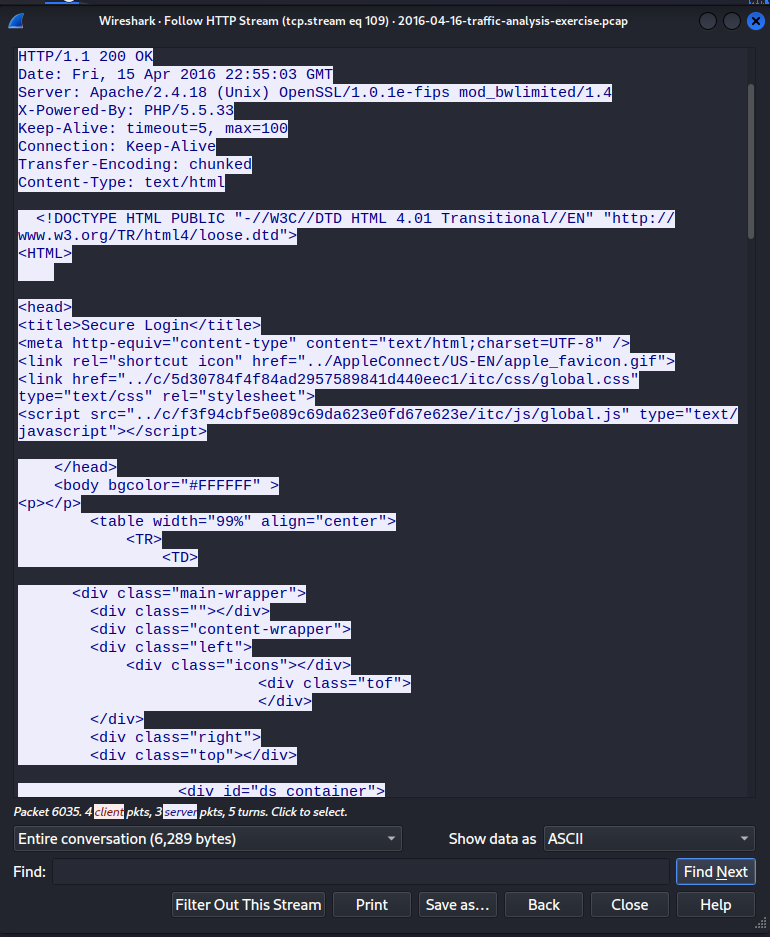 Wireshark · Follow HTTP Stream (tcp.stream eq 109) · 2016-04-16-traffic-analysis-exercise.pcap
HTTP/1.1 200 OK
Date: Fri, 15 Apr 2016 22:55:03 GMT
Server: Apache/2.4.18 (Unix) OpenSSL/1.0.1e-fips mod_bwlimited/1.4
X-Powered-By: PHP/5.5.33
Keep-Alive: timeout=5, max=100
Connection: Keep-Alive
Transfer-Encoding: chunked
Content-Type: text/html
<!DOCTYPE HTML PUBLIC "-//W3C//DTD HTML 4.01 Transitional//EN" "http://
www.w3.org/TR/html4/loose.dtd">
<HTML>
<head>
<title>Secure Login</title>
<meta http-equiv="content-type" content="text/html;charset=UTF-8" />
<link rel="shortcut icon" href="../AppleConnect/US-EN/apple_favicon.gif">
<link href="../c/5d30784f4f84ad2957589841d440eec1/itc/css/global.css"
type="text/css" rel="stylesheet">
<script src="../c/f3f94cbf5e089c69da623e0fd67e623e/itc/js/global.js" type="text/
javascript"></script>
</head>
<body bgcolor="#FFFFFF" >
<p></p>
<table width="99%" align="center">
<TR>
<TD>
<div class="main-wrapper">
<div class=""></div>
<div class="content-wrapper">
<div class="left">
<div class="icons"></div>
<div class="tof">
</div>
</div>
<div class="right">
<div class="top"></div>
<div id="ds_container">
Packet 6035. 4 client pkts, 3 server pkts, 5 turns. Click to select.
Entire conversation (6,289 bytes)
Show data as ASCII
Find:
Find Next
Filter Out This Stream
Print
Save as…
Back
Close
Help